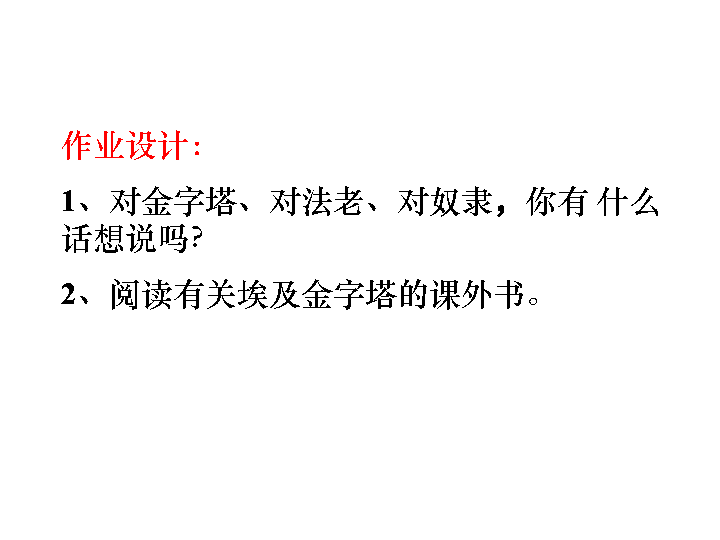 作业设计：
1、对金字塔、对法老、对奴隶，你有 什么
话想说吗？
2、阅读有关埃及金字塔的课外书。